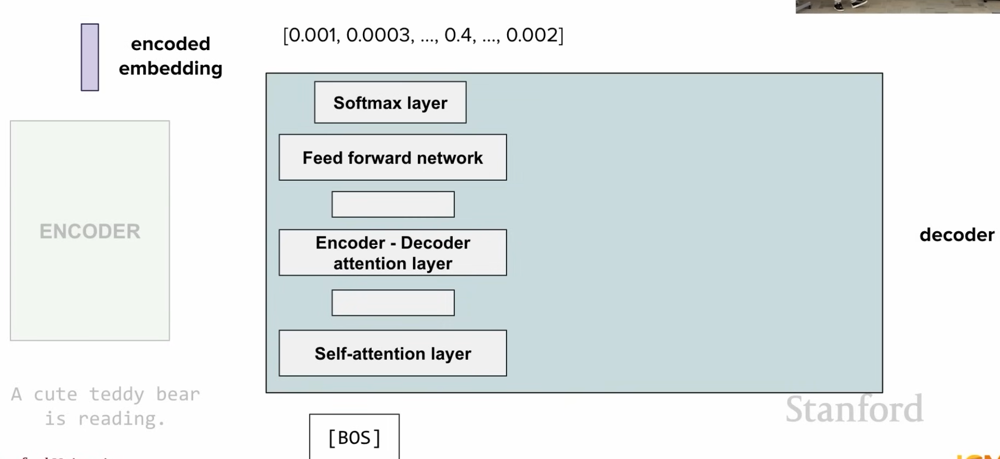 encoded
embedding
[0.001, 0.0003, ..., 0.4, ..., 0.002]
Softmax layer
Feed forward network
ENCODER
Encoder - Decoder
attention layer
decoder
Self-attention layer
A cute teddy bear
is reading.
Stanford
[BOS]